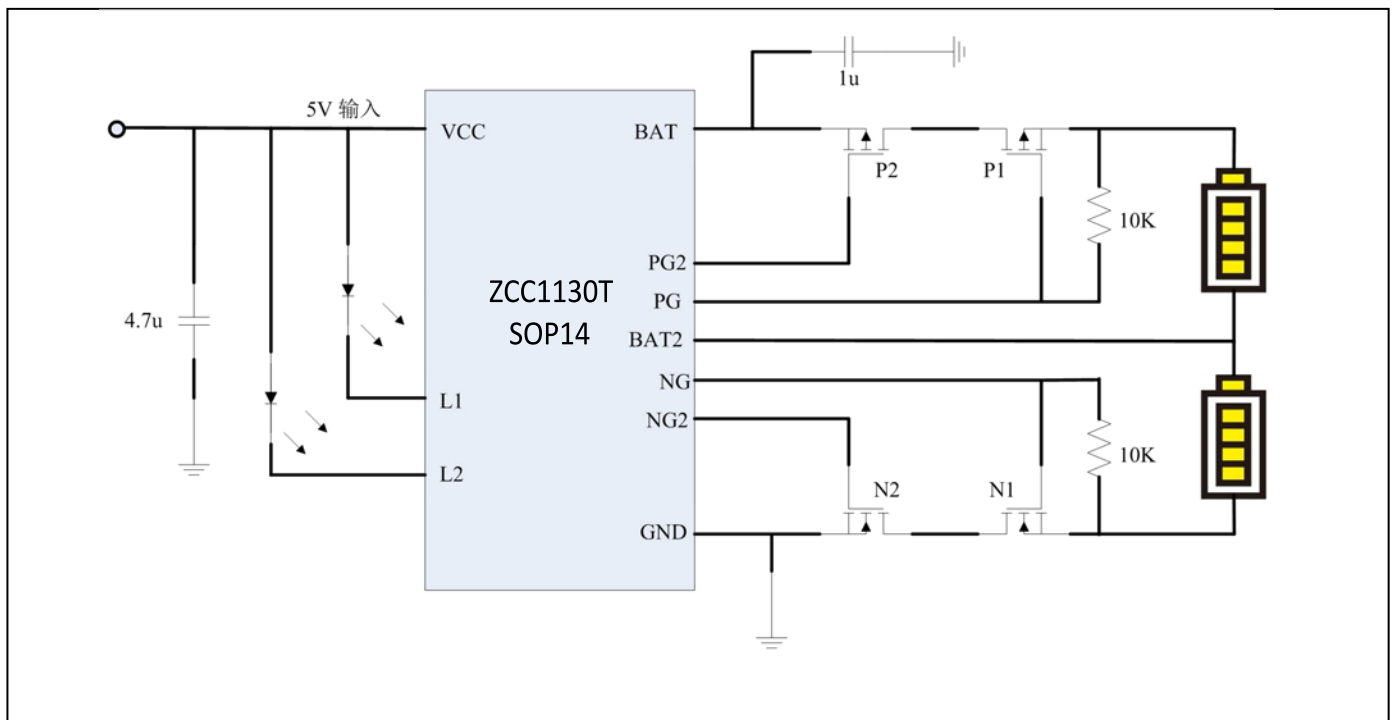 1u
5V 输入
VCC
BAT
P2
P1
10K
PG2
ZCC1130T
SOP14
PG
4.7u
BAT2
NG
L1
NG2
10K
L2
N2
N1
GND